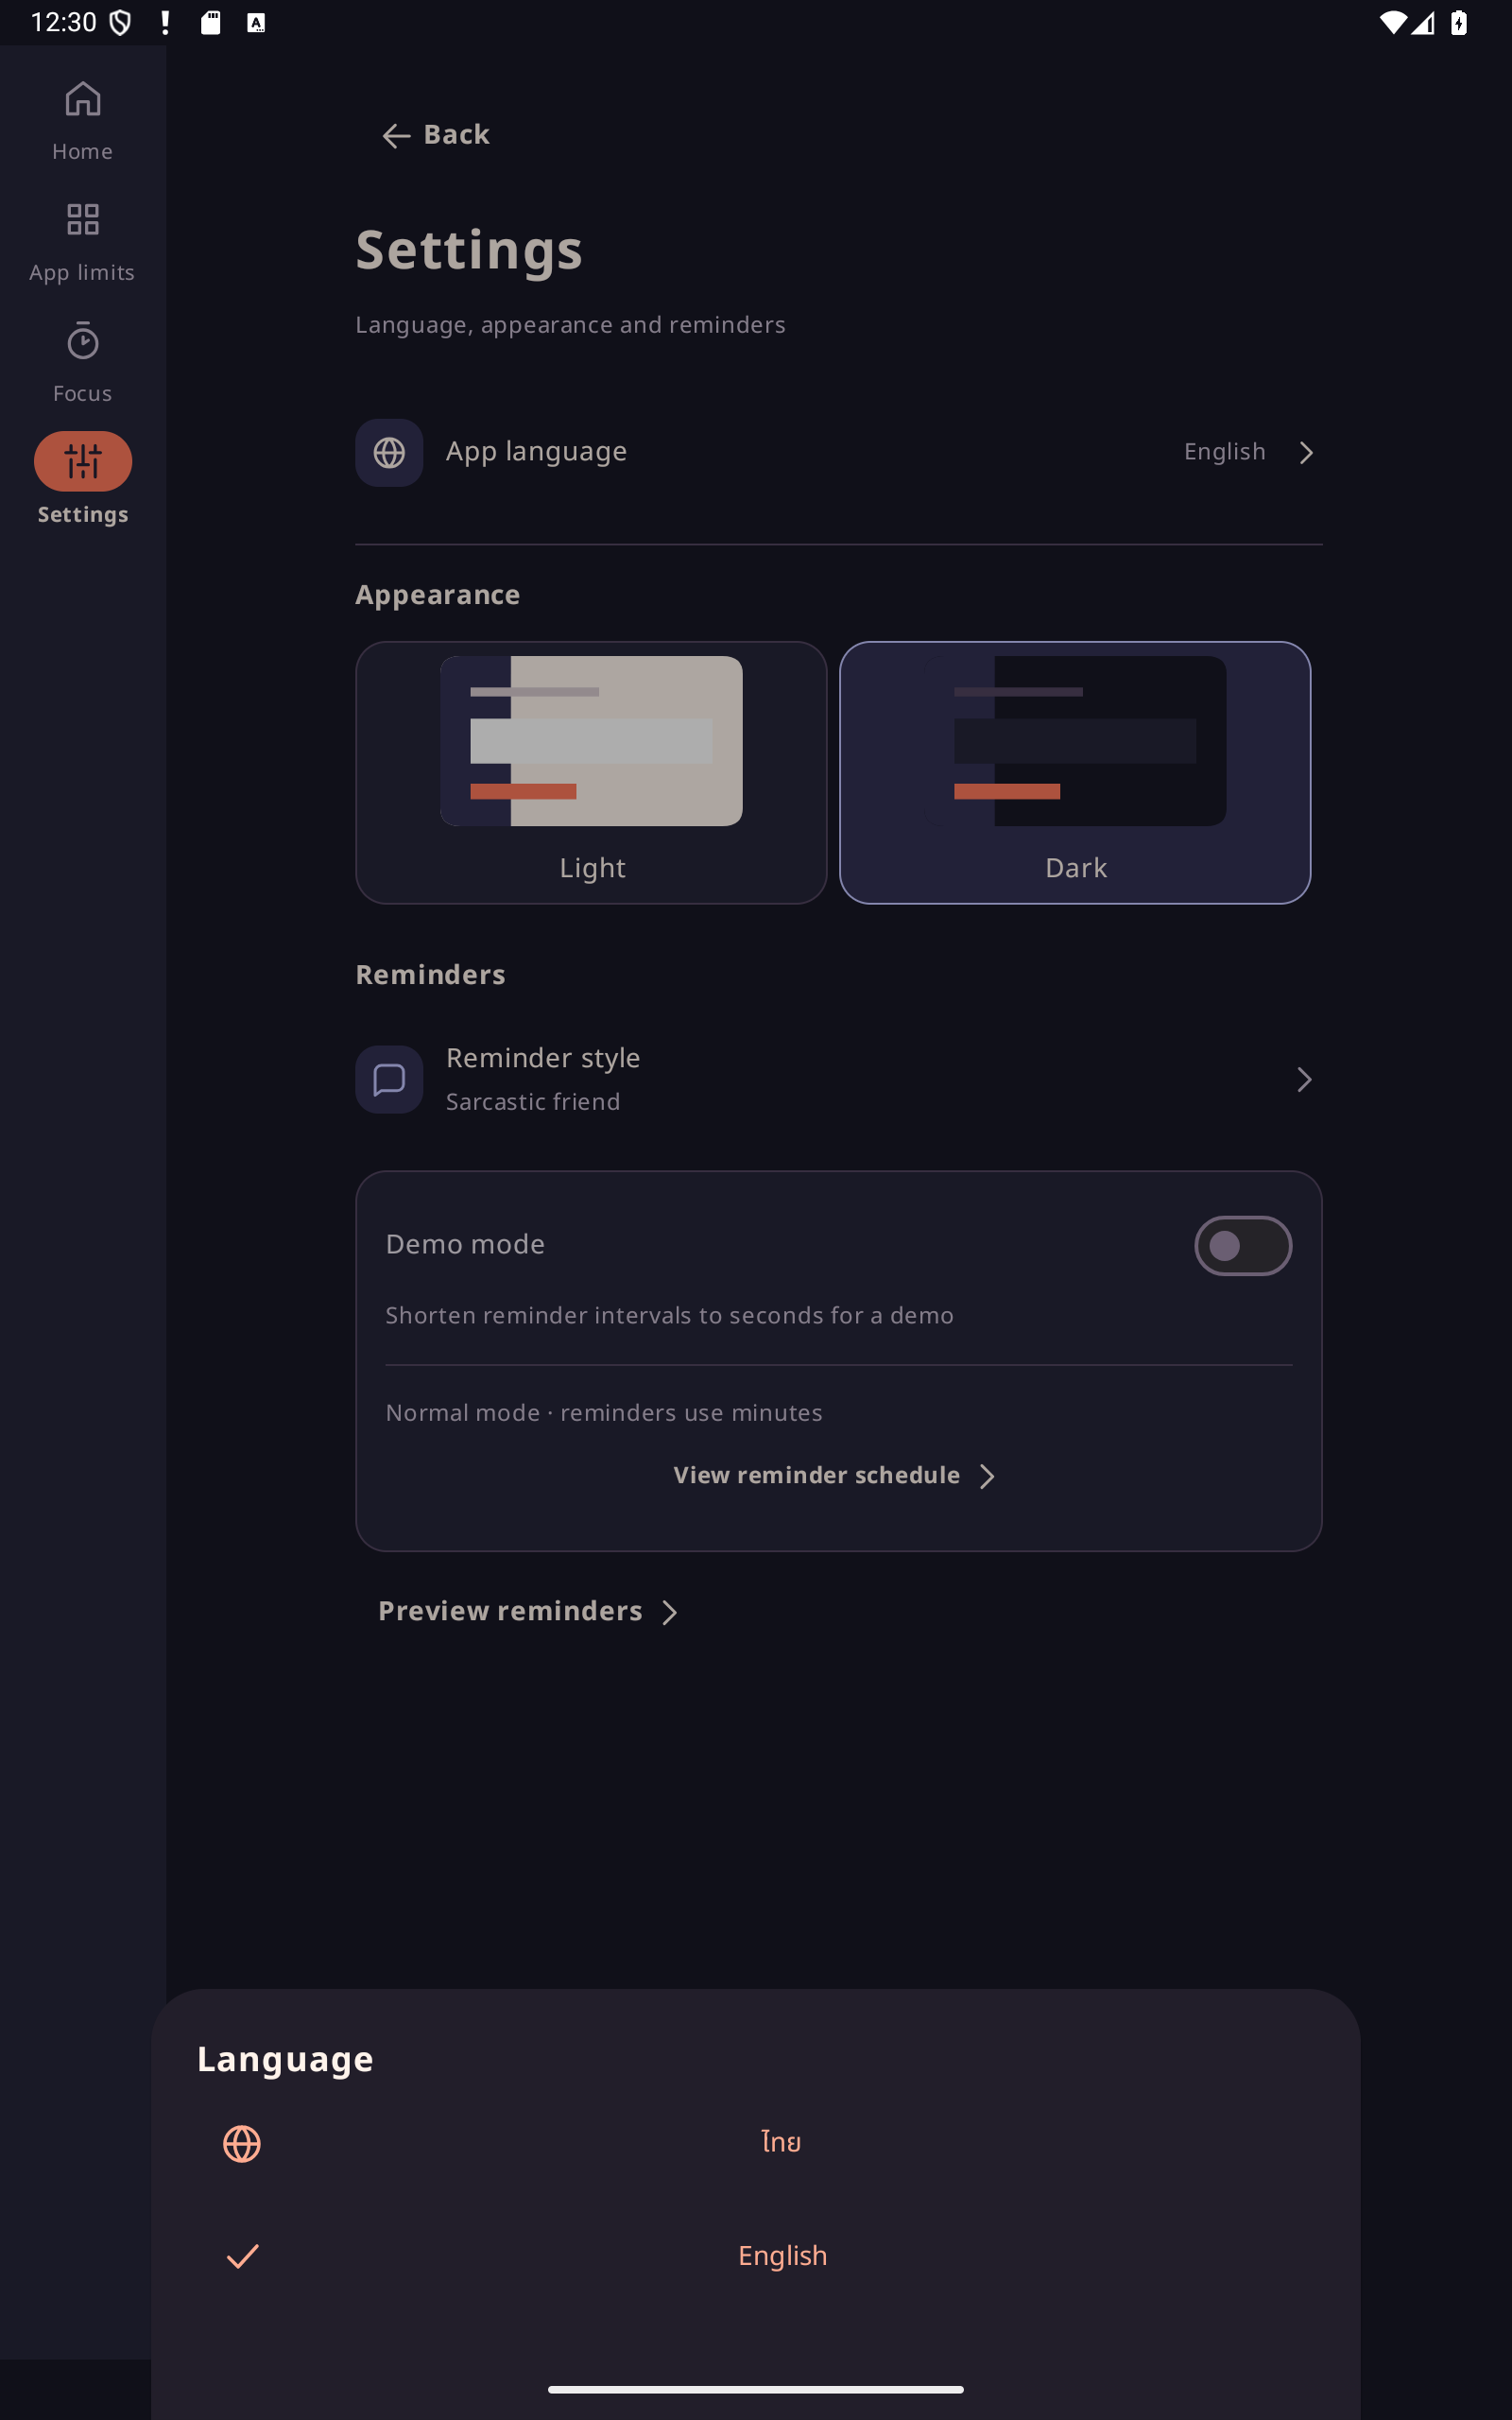 12:30
Home
App limits
Focus
Settings
Back
Settings
Language, appearance and reminders
App language
English
Appearance
Light
Dark
Reminders
Reminder style
Sarcastic friend
Demo mode
Shorten reminder intervals to seconds for a demo
Normal mode · reminders use minutes
View reminder schedule
Preview reminders
Language
ไทย
English